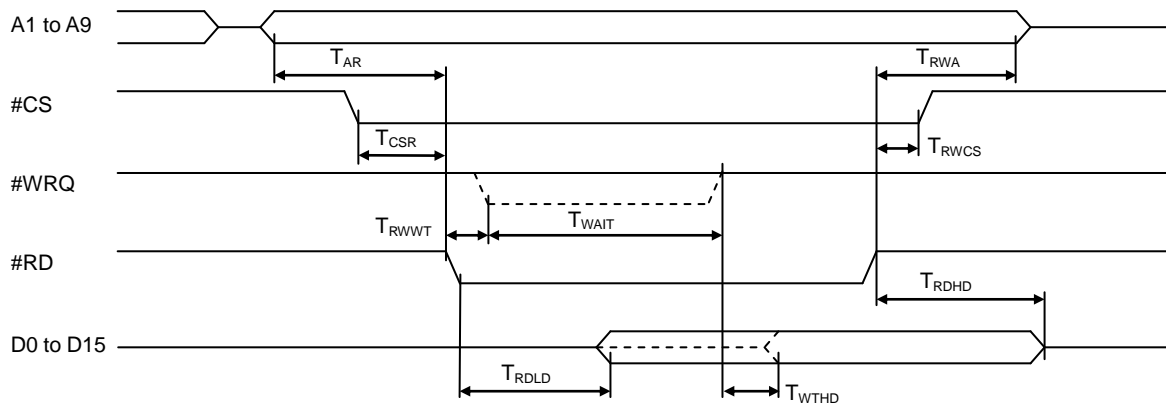 A1 to A9
TAR
TRWA
#CS
TCSR
TRWCS
#WRQ
TRWWT
TWAIT
#RD
TRDHD
D0 to D15
TRDLD
TWTHD